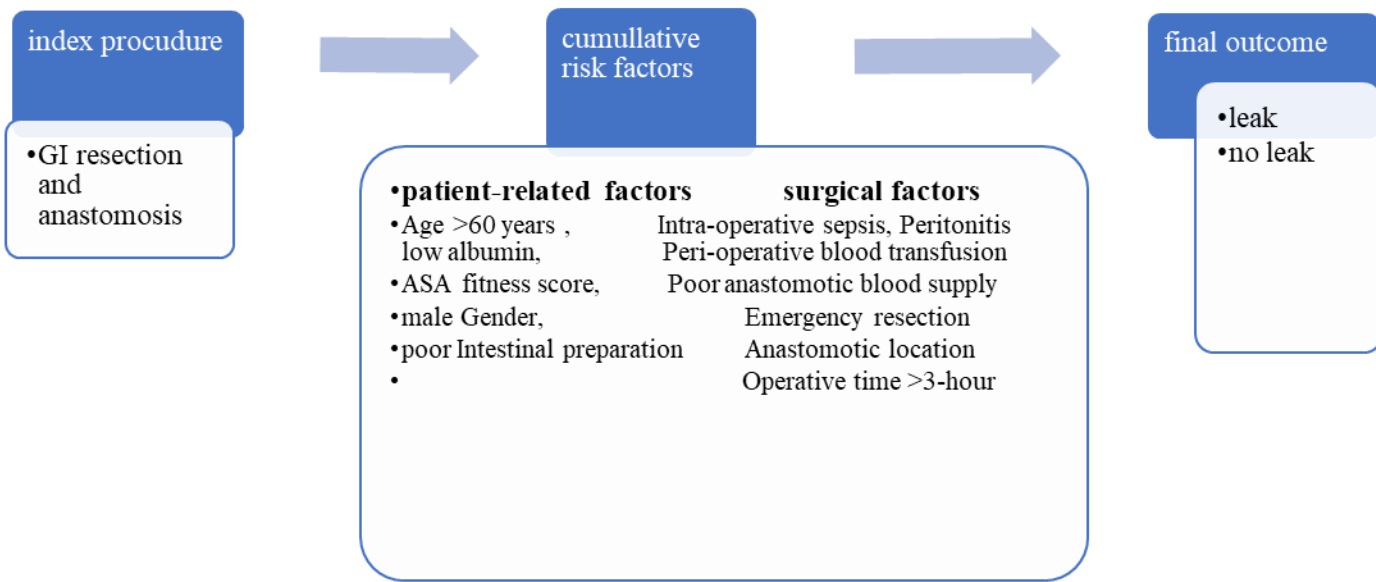 index procudure
•GI resection
and
anastomosis
cumullative
risk factors
•patient-related factors surgical factors
•Age >60 years , Intra-operative sepsis, Peritonitis
low albumin, Peri-operative blood transfusion
•ASA fitness score, Poor anastomotic blood supply
•male Gender, Emergency resection
•poor Intestinal preparation Anastomotic location
• Operative time >3-hour
final outcome
•leak
•no leak